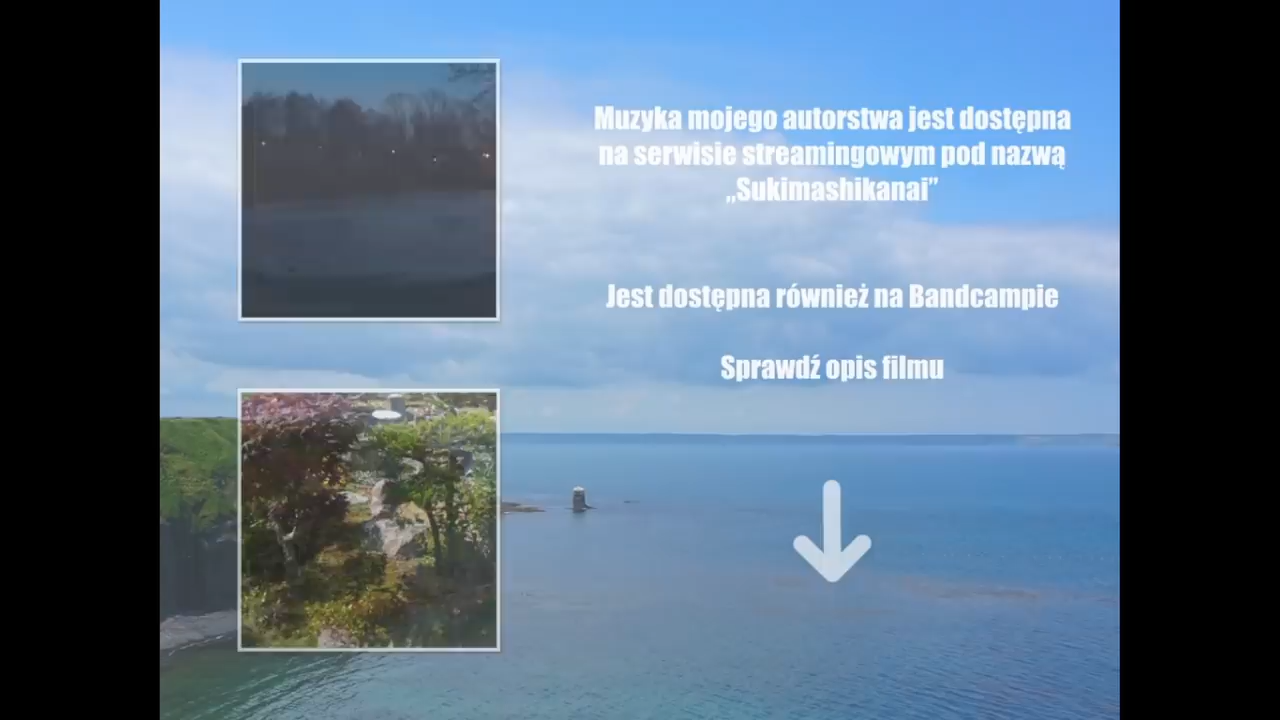 Muzyka mojego autorstwa jest dostępna
na serwisie streamingowym pod nazwą
„Sukimashikanai”
Jest dostępna również na Bandcampie
Sprawdź opis filmu